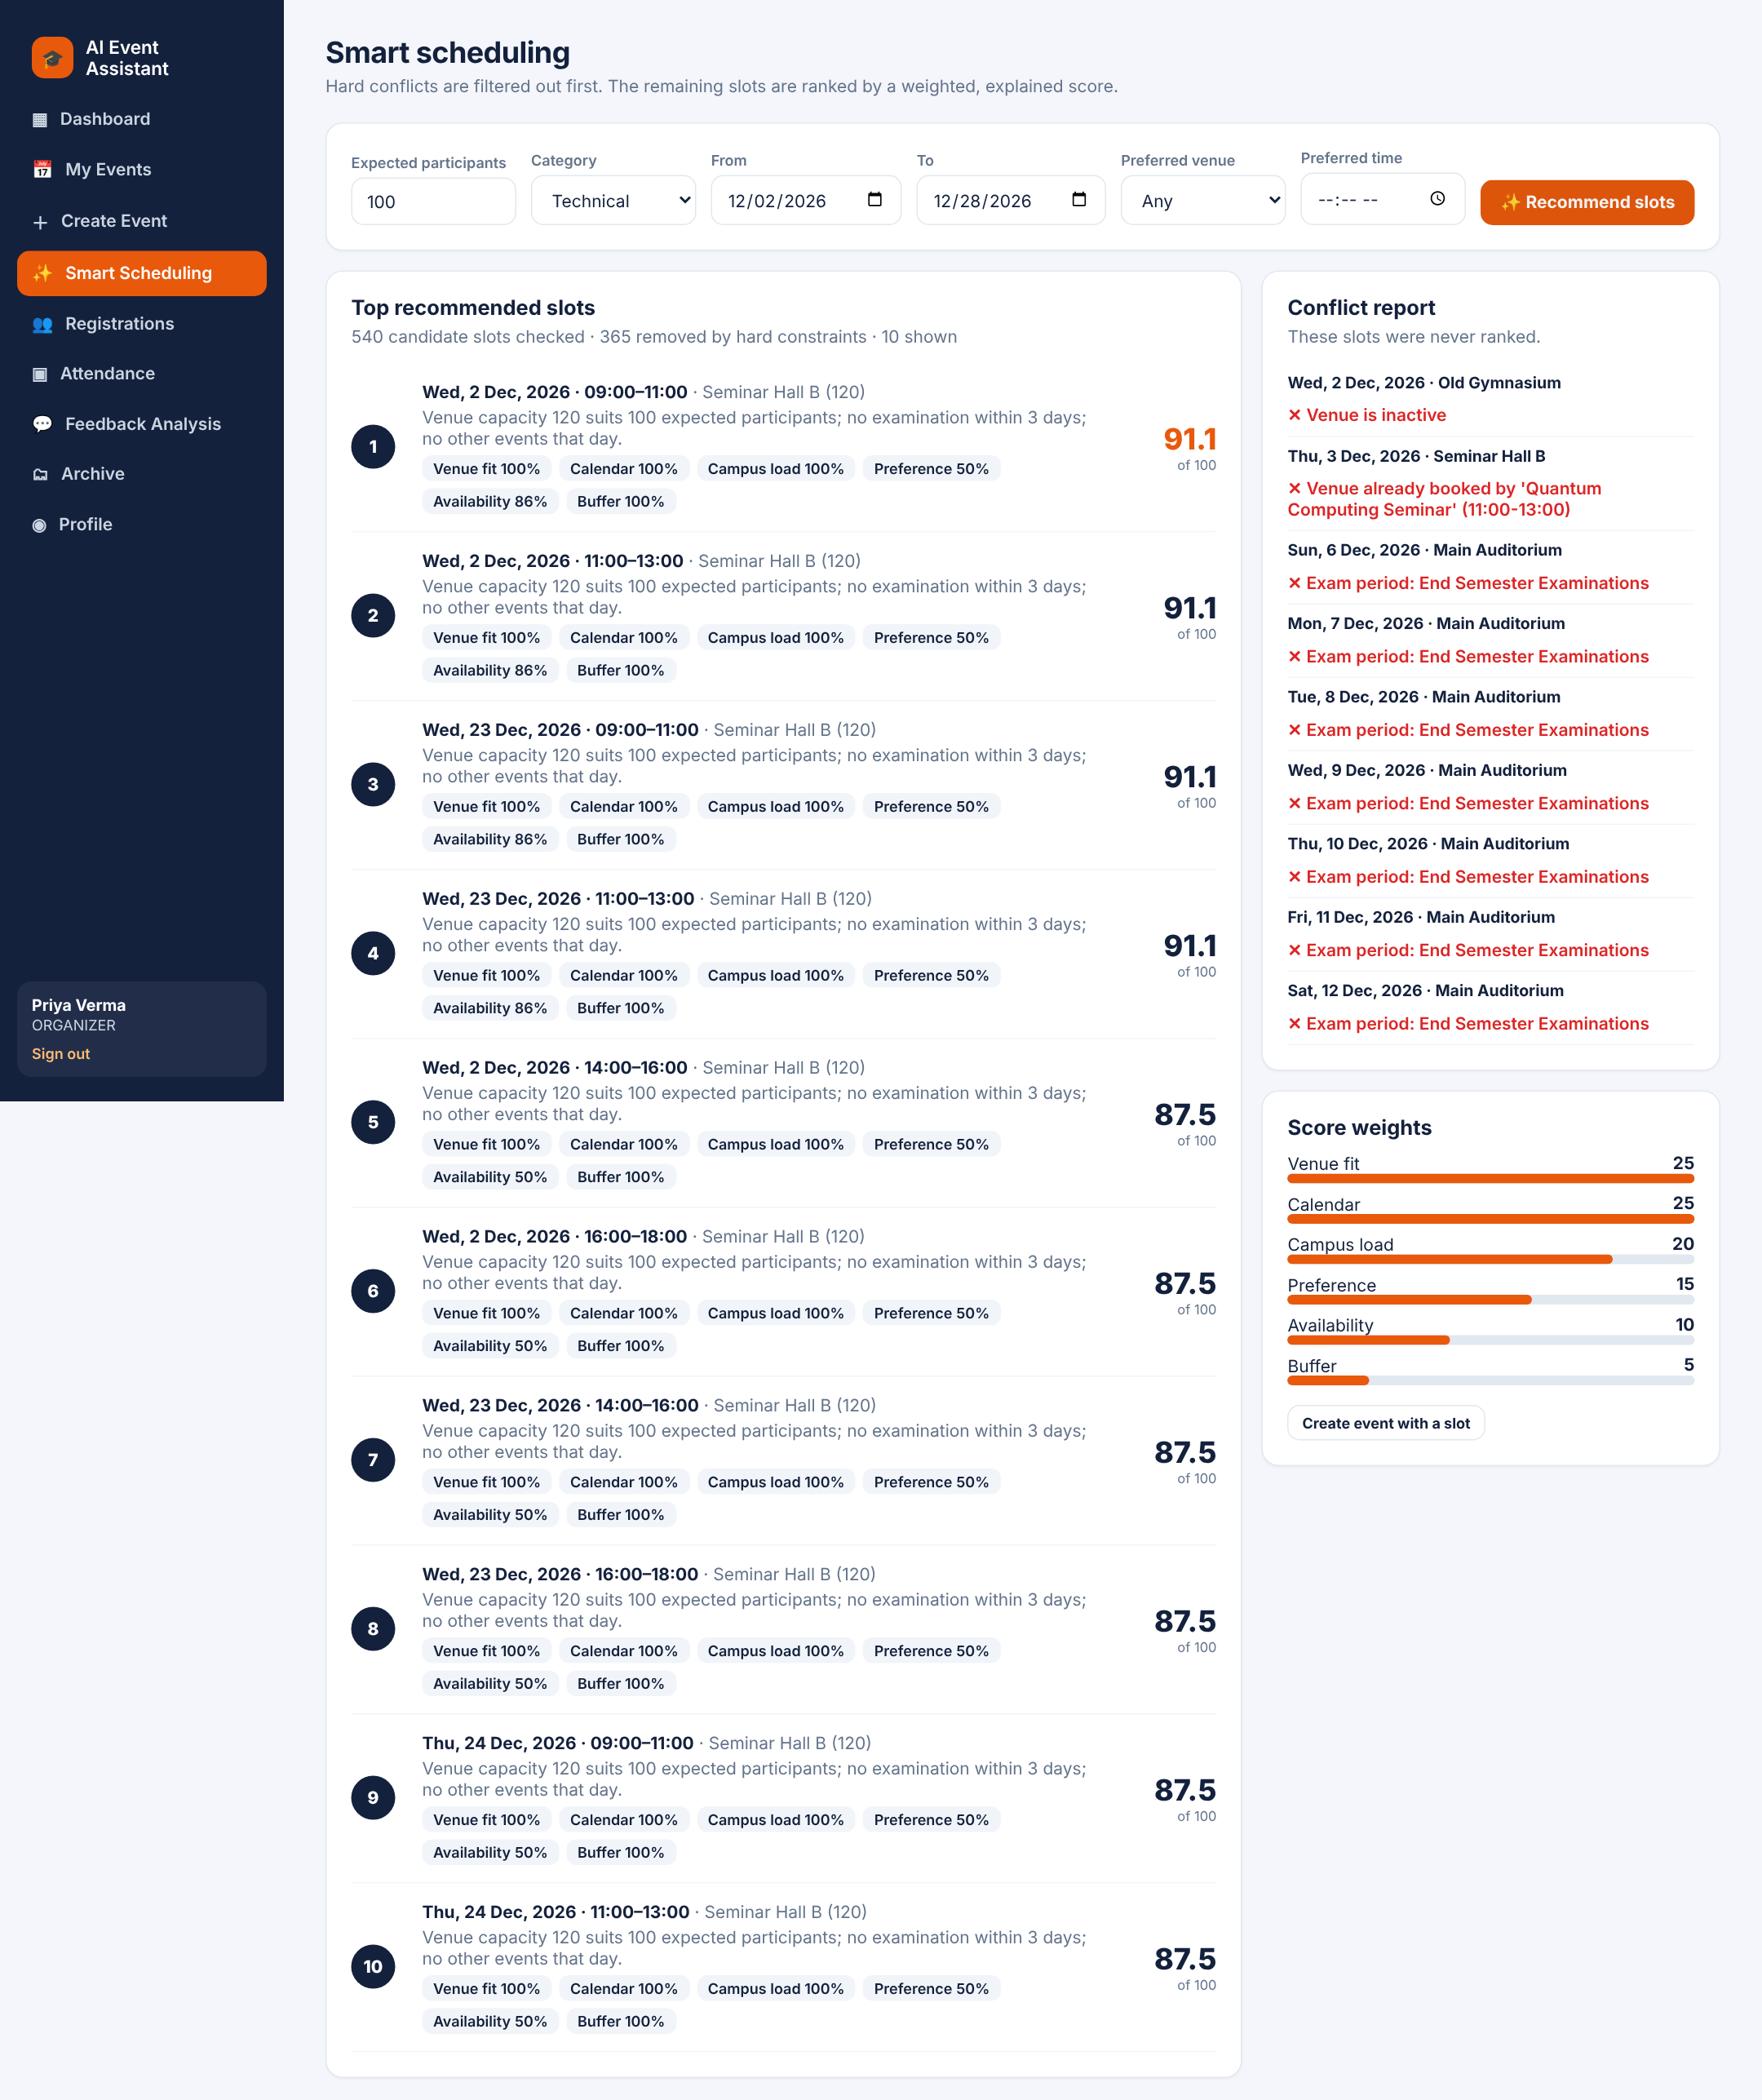 AI Event
Assistant
Dashboard
My Events
Create Event
Smart Scheduling
Registrations
Attendance
Feedback Analysis
Archive
Profile
Priya Verma
ORGANIZER
Sign out
Smart scheduling
Hard conflicts are filtered out first. The remaining slots are ranked by a weighted, explained score.
Expected participants
100
Category
Technical
From
12/02/2026
To
12/28/2026
Preferred venue
Any
Preferred time
--:-- --
✨ Recommend slots
Top recommended slots
540 candidate slots checked · 365 removed by hard constraints · 10 shown
1
Wed, 2 Dec, 2026 · 09:00–11:00 · Seminar Hall B (120)
Venue capacity 120 suits 100 expected participants; no examination within 3 days;
no other events that day.
Venue fit 100% Calendar 100% Campus load 100% Preference 50%
Availability 86% Buffer 100%
91.1
of 100
2
Wed, 2 Dec, 2026 · 11:00–13:00 · Seminar Hall B (120)
Venue capacity 120 suits 100 expected participants; no examination within 3 days;
no other events that day.
Venue fit 100% Calendar 100% Campus load 100% Preference 50%
Availability 86% Buffer 100%
91.1
of 100
3
Wed, 23 Dec, 2026 · 09:00–11:00 · Seminar Hall B (120)
Venue capacity 120 suits 100 expected participants; no examination within 3 days;
no other events that day.
Venue fit 100% Calendar 100% Campus load 100% Preference 50%
Availability 86% Buffer 100%
91.1
of 100
4
Wed, 23 Dec, 2026 · 11:00–13:00 · Seminar Hall B (120)
Venue capacity 120 suits 100 expected participants; no examination within 3 days;
no other events that day.
Venue fit 100% Calendar 100% Campus load 100% Preference 50%
Availability 86% Buffer 100%
91.1
of 100
5
Wed, 2 Dec, 2026 · 14:00–16:00 · Seminar Hall B (120)
Venue capacity 120 suits 100 expected participants; no examination within 3 days;
no other events that day.
Venue fit 100% Calendar 100% Campus load 100% Preference 50%
Availability 50% Buffer 100%
87.5
of 100
6
Wed, 2 Dec, 2026 · 16:00–18:00 · Seminar Hall B (120)
Venue capacity 120 suits 100 expected participants; no examination within 3 days;
no other events that day.
Venue fit 100% Calendar 100% Campus load 100% Preference 50%
Availability 50% Buffer 100%
87.5
of 100
7
Wed, 23 Dec, 2026 · 14:00–16:00 · Seminar Hall B (120)
Venue capacity 120 suits 100 expected participants; no examination within 3 days;
no other events that day.
Venue fit 100% Calendar 100% Campus load 100% Preference 50%
Availability 50% Buffer 100%
87.5
of 100
8
Wed, 23 Dec, 2026 · 16:00–18:00 · Seminar Hall B (120)
Venue capacity 120 suits 100 expected participants; no examination within 3 days;
no other events that day.
Venue fit 100% Calendar 100% Campus load 100% Preference 50%
Availability 50% Buffer 100%
87.5
of 100
9
Thu, 24 Dec, 2026 · 09:00–11:00 · Seminar Hall B (120)
Venue capacity 120 suits 100 expected participants; no examination within 3 days;
no other events that day.
Venue fit 100% Calendar 100% Campus load 100% Preference 50%
Availability 50% Buffer 100%
87.5
of 100
10
Thu, 24 Dec, 2026 · 11:00–13:00 · Seminar Hall B (120)
Venue capacity 120 suits 100 expected participants; no examination within 3 days;
no other events that day.
Venue fit 100% Calendar 100% Campus load 100% Preference 50%
Availability 50% Buffer 100%
87.5
of 100
Conflict report
These slots were never ranked.
Wed, 2 Dec, 2026 · Old Gymnasium
✕ Venue is inactive
Thu, 3 Dec, 2026 · Seminar Hall B
✕ Venue already booked by 'Quantum
Computing Seminar' (11:00-13:00)
Sun, 6 Dec, 2026 · Main Auditorium
✕ Exam period: End Semester Examinations
Mon, 7 Dec, 2026 · Main Auditorium
✕ Exam period: End Semester Examinations
Tue, 8 Dec, 2026 · Main Auditorium
✕ Exam period: End Semester Examinations
Wed, 9 Dec, 2026 · Main Auditorium
✕ Exam period: End Semester Examinations
Thu, 10 Dec, 2026 · Main Auditorium
✕ Exam period: End Semester Examinations
Fri, 11 Dec, 2026 · Main Auditorium
✕ Exam period: End Semester Examinations
Sat, 12 Dec, 2026 · Main Auditorium
✕ Exam period: End Semester Examinations
Score weights
Venue fit 25
Calendar 25
Campus load 20
Preference 15
Availability 10
Buffer 5
Create event with a slot